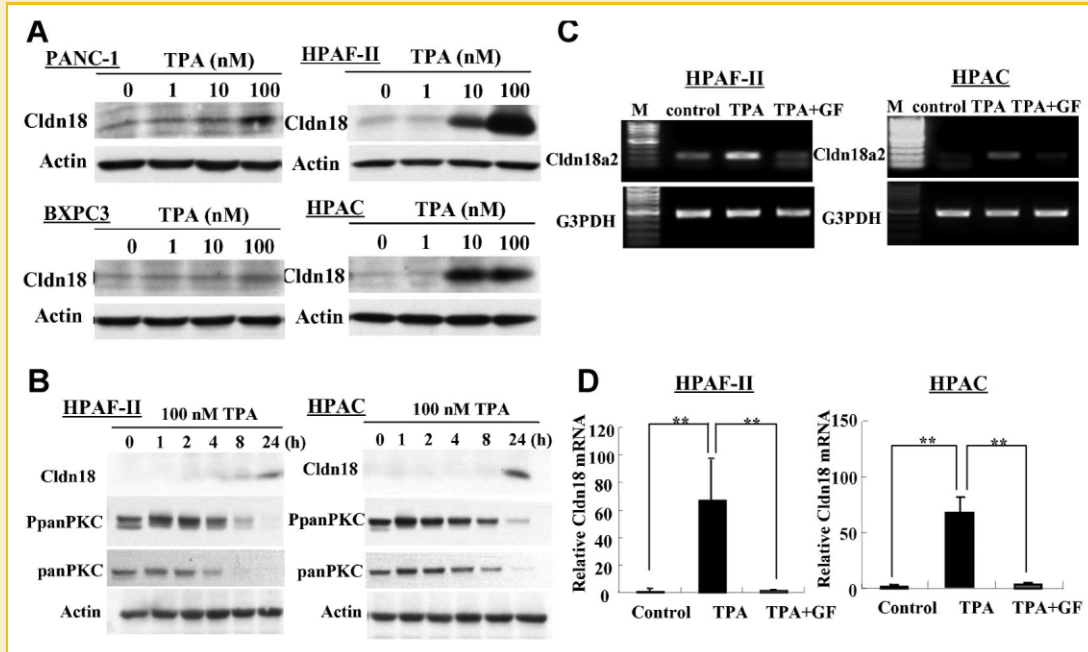 A
PANC-1 TPA (nM)
0 1 10 100
Cldn18
Actin
HPAF-II TPA (nM)
0 1 10 100
Cldn18
Actin
BXPC3 TPA (nM)
0 1 10 100
Cldn18
Actin
HPAC TPA (nM)
0 1 10 100
Cldn18
Actin
B
HPAF-II 100 nM TPA
0 1 2 4 8 24 (h)
Cldn18
PpanPKC
panPKC
Actin
HPAC 100 nM TPA
0 1 2 4 8 24 (h)
Cldn18
PpanPKC
panPKC
Actin
C
HPAF-II
M control TPA TPA+GF
Cldn18a2
G3PDH
HPAC
M control TPA TPA+GF
Cldn18a2
G3PDH
D
HPAF-II
Relative Cldn18 mRNA
120
100
80
60
40
20
0
** **
Control TPA TPA+GF
HPAC
Relative Cldn18 mRNA
150
100
50
0
** **
Control TPA TPA+GF